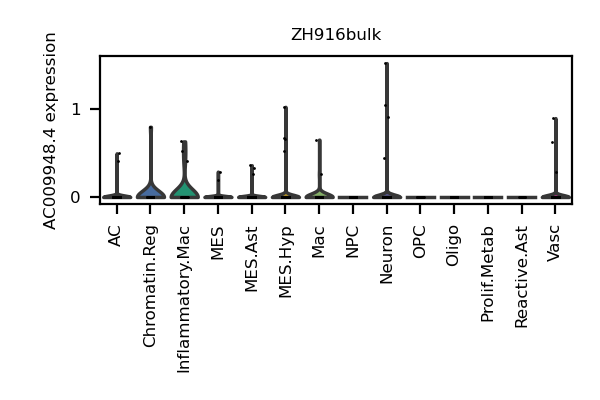 ZH916bulk
AC009948.4 expression
1
0
AC
Chromatin.Reg
Inflammatory.Mac
MES
MES.Ast
MES.Hyp
Mac
NPC
Neuron
OPC
Oligo
Prolif.Metab
Reactive.Ast
Vasc